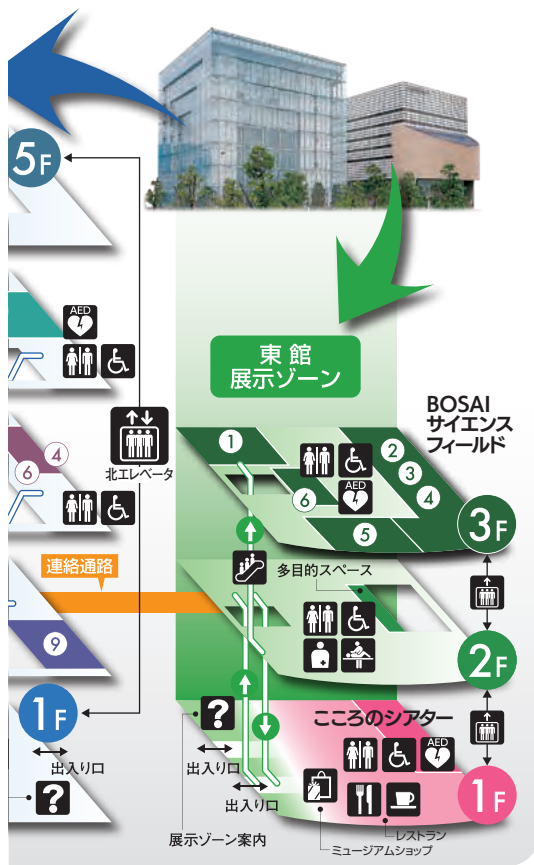 5F
東館
展示ゾーン
BOSAI
サイエンス
フィールド
AED
1
2
3
4
5
6
AED
4
6
北エレベータ
3F
連絡通路
多目的スペース
9
2F
1F
?
こころのシアター
AED
出入り口
?
出入り口
出入り口
1F
レストラン
展示ゾーン案内
ミュージアムショップ